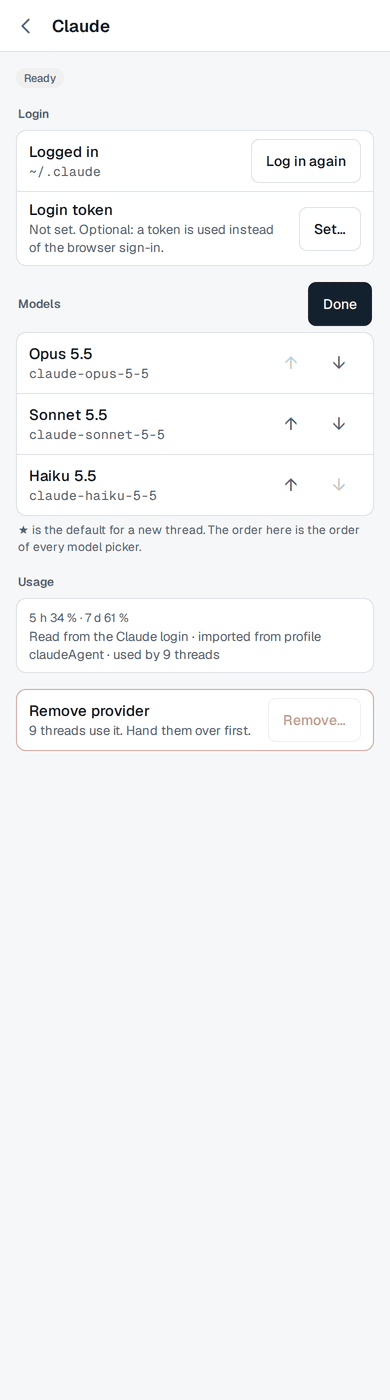 Claude
Ready
Login
Logged in
~/.claude
Log in again
Login token
Not set. Optional: a token is used instead
of the browser sign-in.
Set…
Models
Done
Opus 5.5
claude-opus-5-5
Sonnet 5.5
claude-sonnet-5-5
Haiku 5.5
claude-haiku-5-5
★ is the default for a new thread. The order here is the order
of every model picker.
Usage
5 h 34 % · 7 d 61 %
Read from the Claude login · imported from profile
claudeAgent · used by 9 threads
Remove provider
9 threads use it. Hand them over first.
Remove…